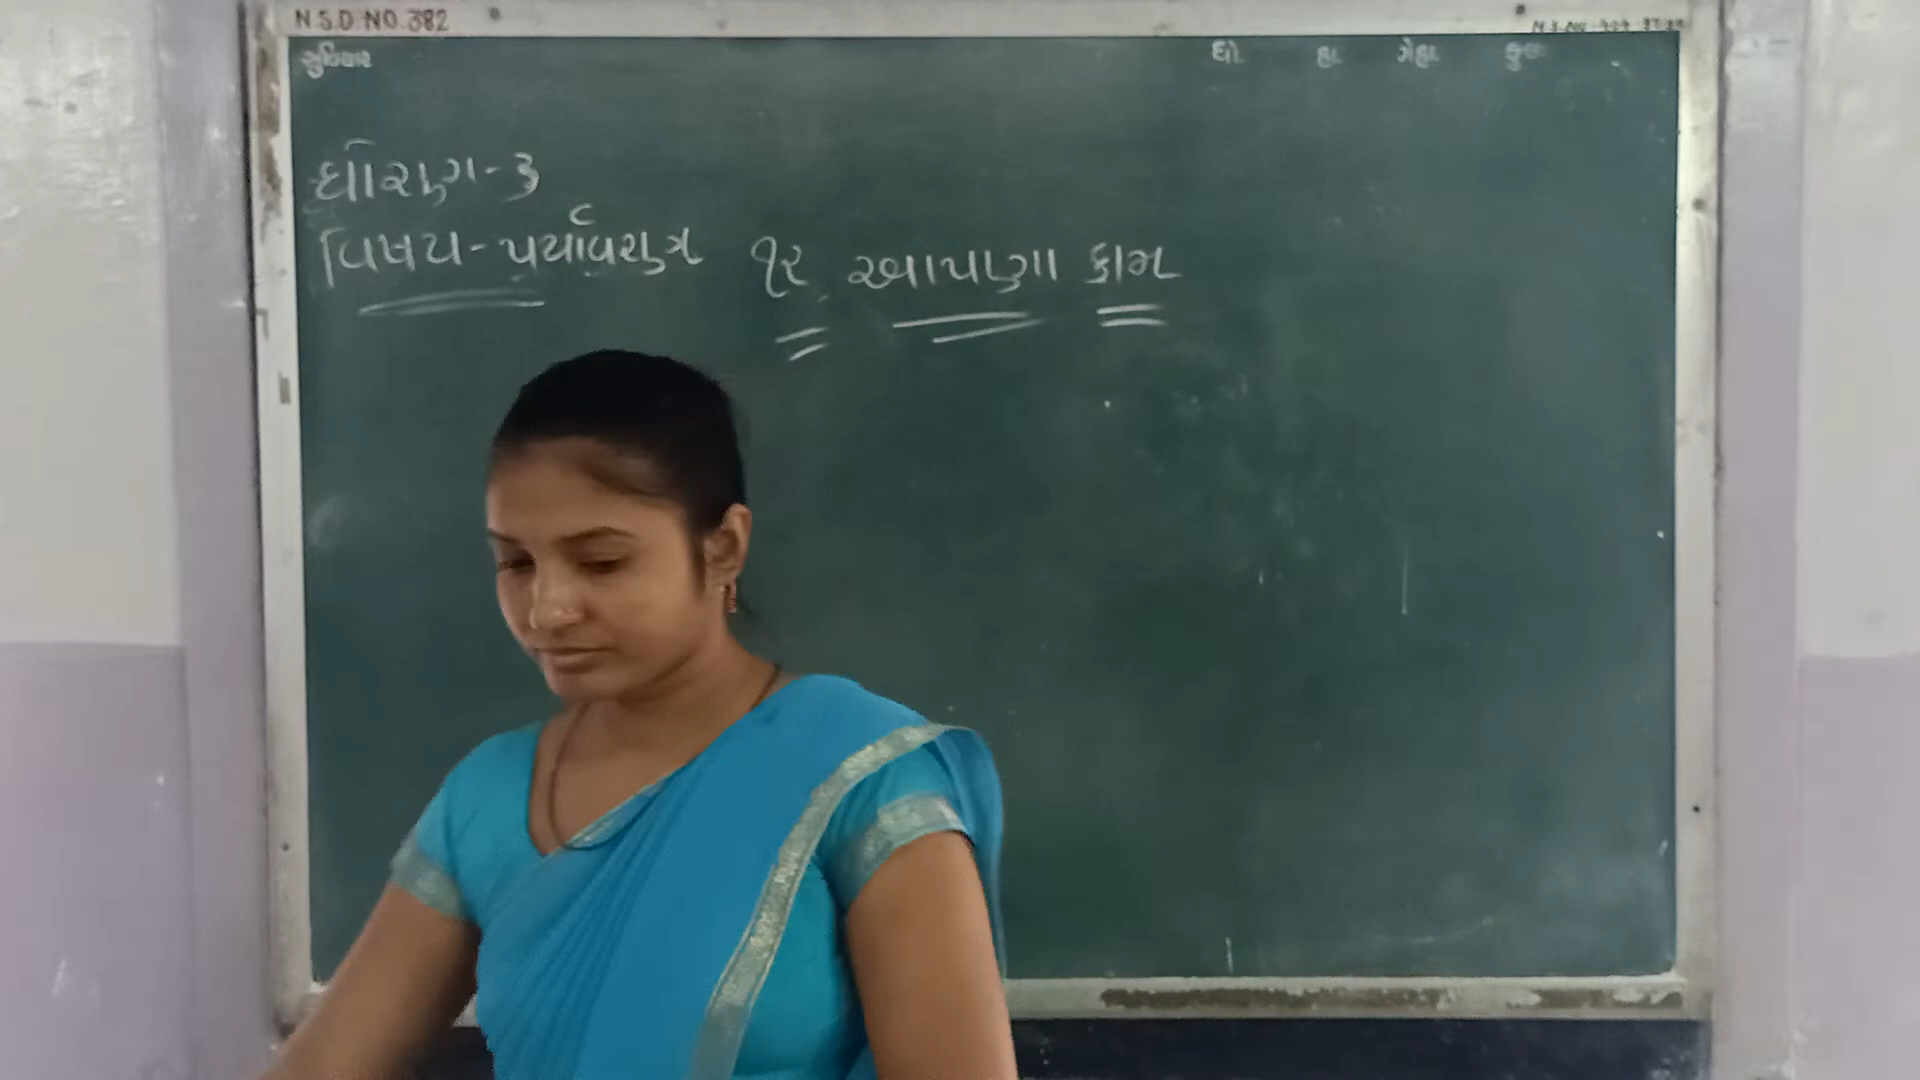 N.S.D. NO. 382
સુવિચાર ધો. હા. ગેહા. કુલ
ધોરણ-૩
વિષય-પર્યાવરણ ૧૨. આપણા કામ